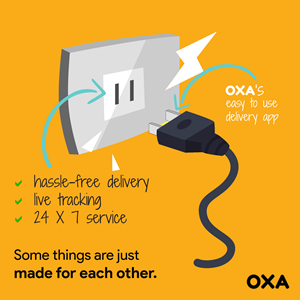 OXA's
easy to use
delivery app
hassle-free delivery
live tracking
24 X 7 service
Some things are just
made for each other.
OXA